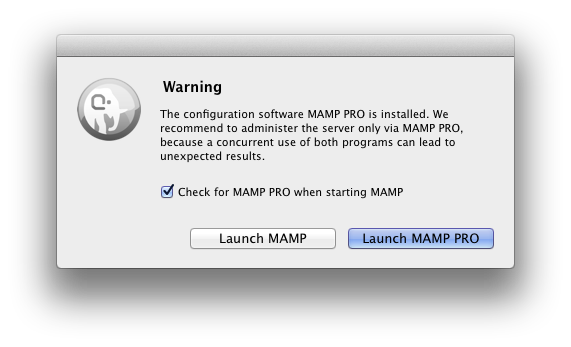 Warning
The configuration software MAMP PRO is installed. We
recommend to administer the server only via MAMP PRO,
because a concurrent use of both programs can lead to
unexpected results.
Check for MAMP PRO when starting MAMP
Launch MAMP
Launch MAMP PRO